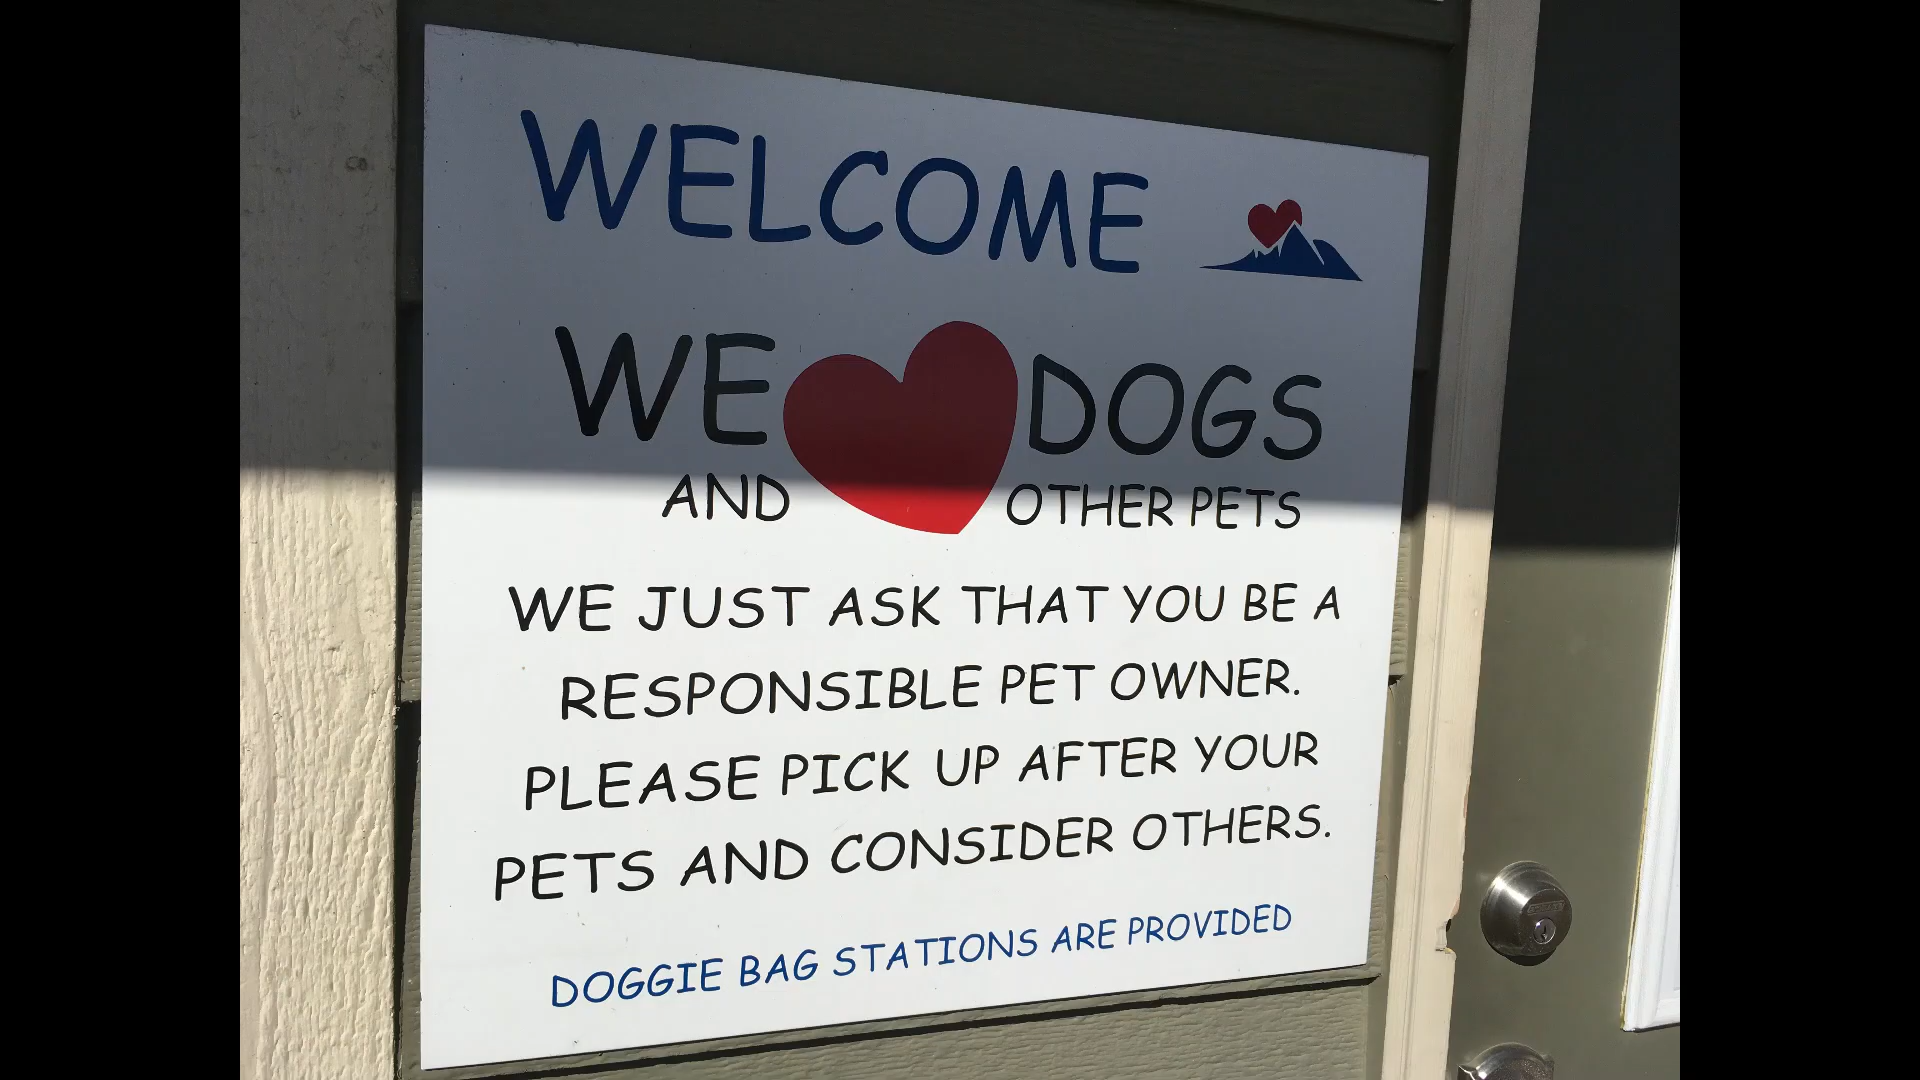 WELCOME
WE DOGS
AND OTHER PETS
WE JUST ASK THAT YOU BE A
RESPONSIBLE PET OWNER.
PLEASE PICK UP AFTER YOUR
PETS AND CONSIDER OTHERS.
DOGGIE BAG STATIONS ARE PROVIDED